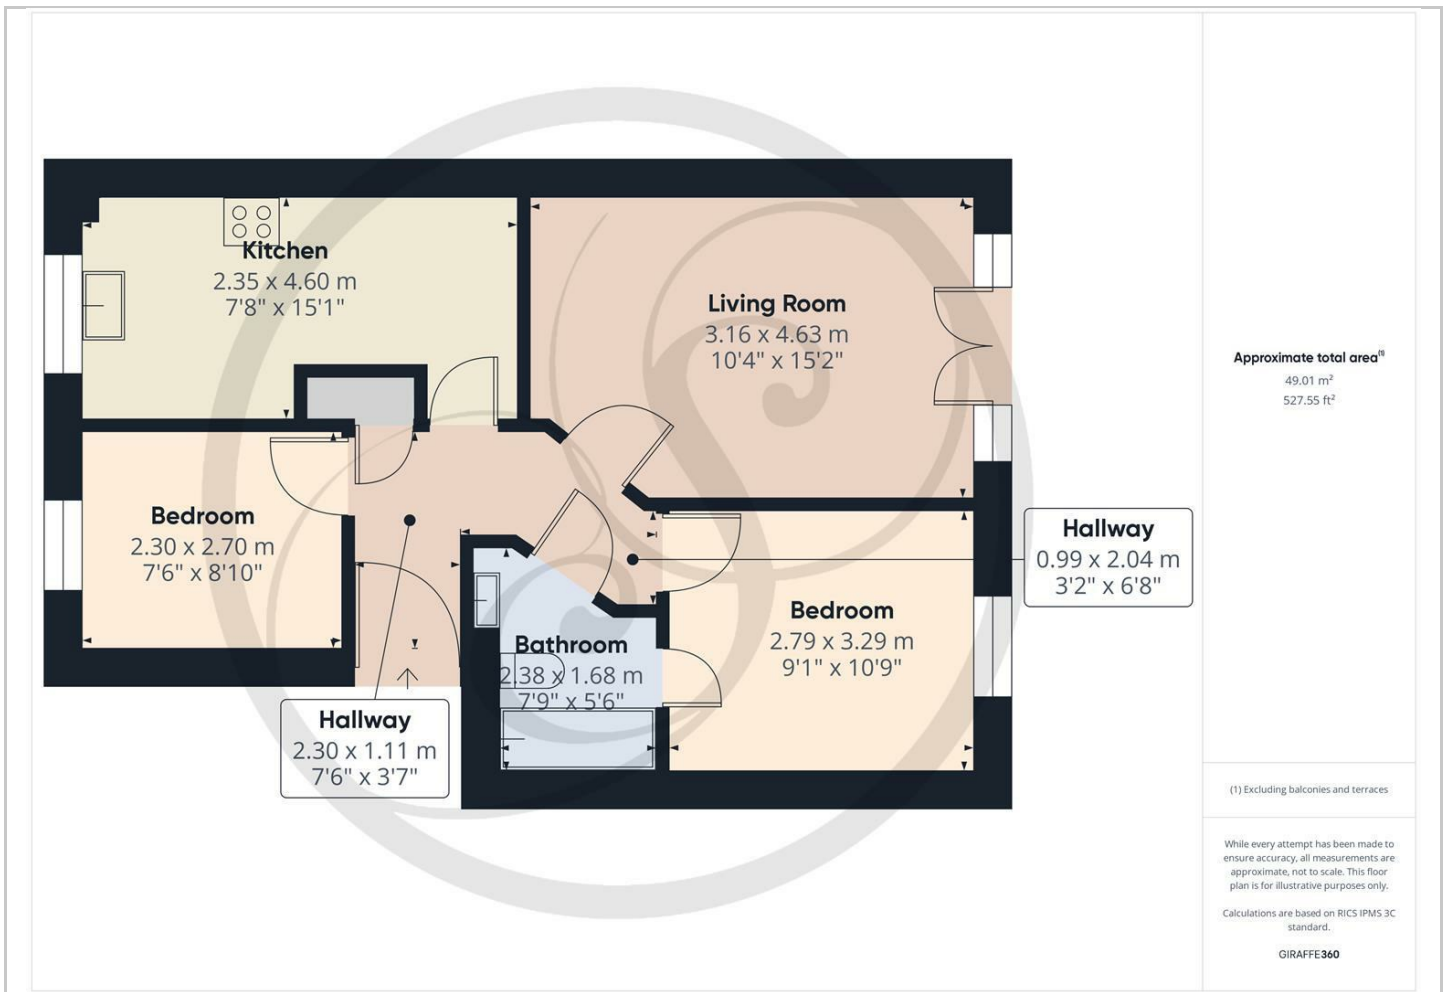 Kitchen
2.35 x 4.60 m
7'8" x 15'1"
Living Room
3.16 x 4.63 m
10'4" x 15'2"
Bedroom
2.30 x 2.70 m
7'6" x 8'10"
Hallway
0.99 x 2.04 m
3'2" x 6'8"
Bedroom
2.79 x 3.29 m
9'1" x 10'9"
Bathroom
2.38 x 1.68 m
7'9" x 5'6"
Hallway
2.30 x 1.11 m
7'6" x 3'7"
Approximate total area(1)
49.01 m²
527.55 ft²
(1) Excluding balconies and terraces
While every attempt has been made to
ensure accuracy, all measurements are
approximate, not to scale. This floor
plan is for illustrative purposes only.
Calculations are based on RICS IPMS 3C
standard.
GIRAFFE360